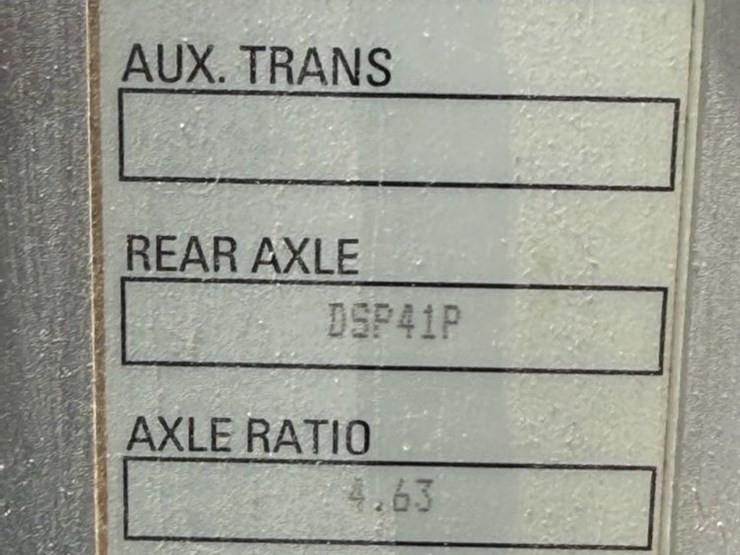 AUX. TRANS
REAR AXLE
DSP41P
AXLE RATIO
4.63